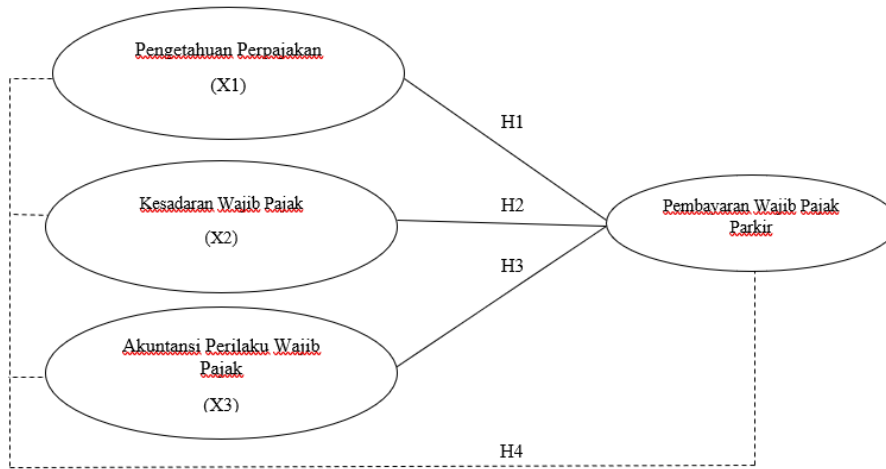 Pengetahuan Perpajakan
(X1)
H1
Kesadaran Wajib Pajak
(X2)
H2
Pembayaran Wajib Pajak
Parkir
H3
Akuntansi Perilaku Wajib
Pajak
(X3)
H4